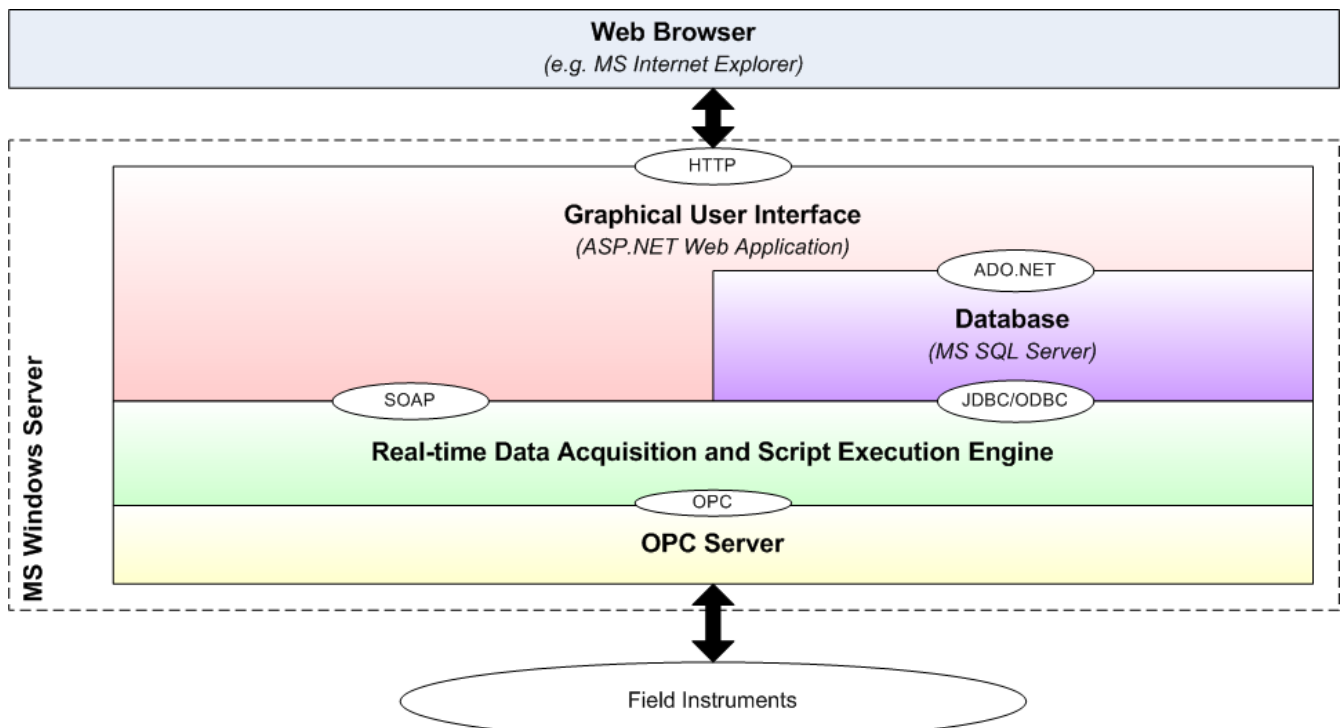 Web Browser
(e.g. MS Internet Explorer)
HTTP
Graphical User Interface
(ASP.NET Web Application)
ADO.NET
Database
(MS SQL Server)
MS Windows Server
SOAP
JDBC/ODBC
Real-time Data Acquisition and Script Execution Engine
OPC
OPC Server
Field Instruments